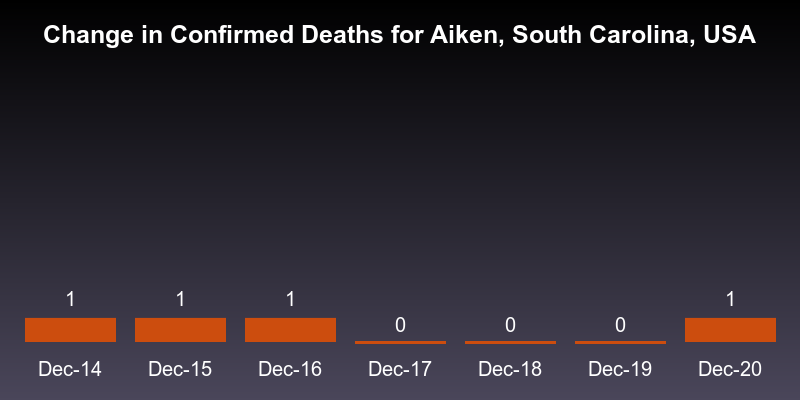 Change in Confirmed Deaths for Aiken, South Carolina, USA
1 1 1 0 0 0 1
Dec-14 Dec-15 Dec-16 Dec-17 Dec-18 Dec-19 Dec-20